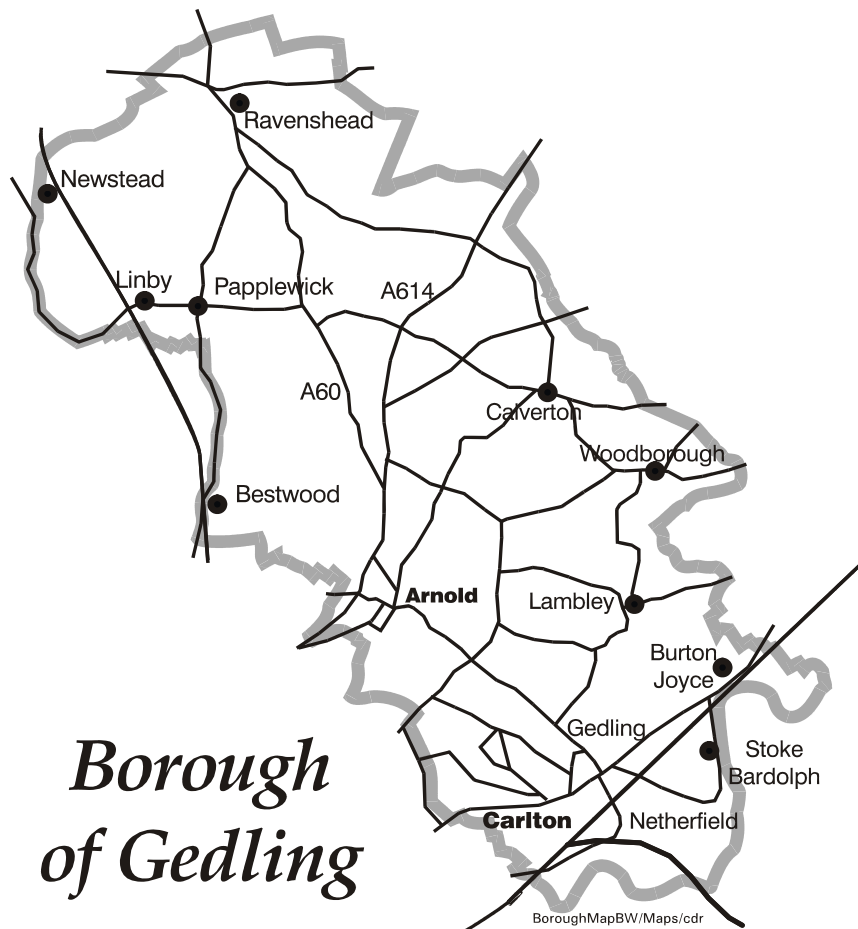 Ravenshead
Newstead
Linby
Papplewick
A614
A60
Calverton
Woodborough
Bestwood
Arnold
Lambley
Burton
Joyce
Gedling
Stoke
Bardolph
Borough
of Gedling
Carlton
Netherfield
BoroughMapBW/Maps/cdr